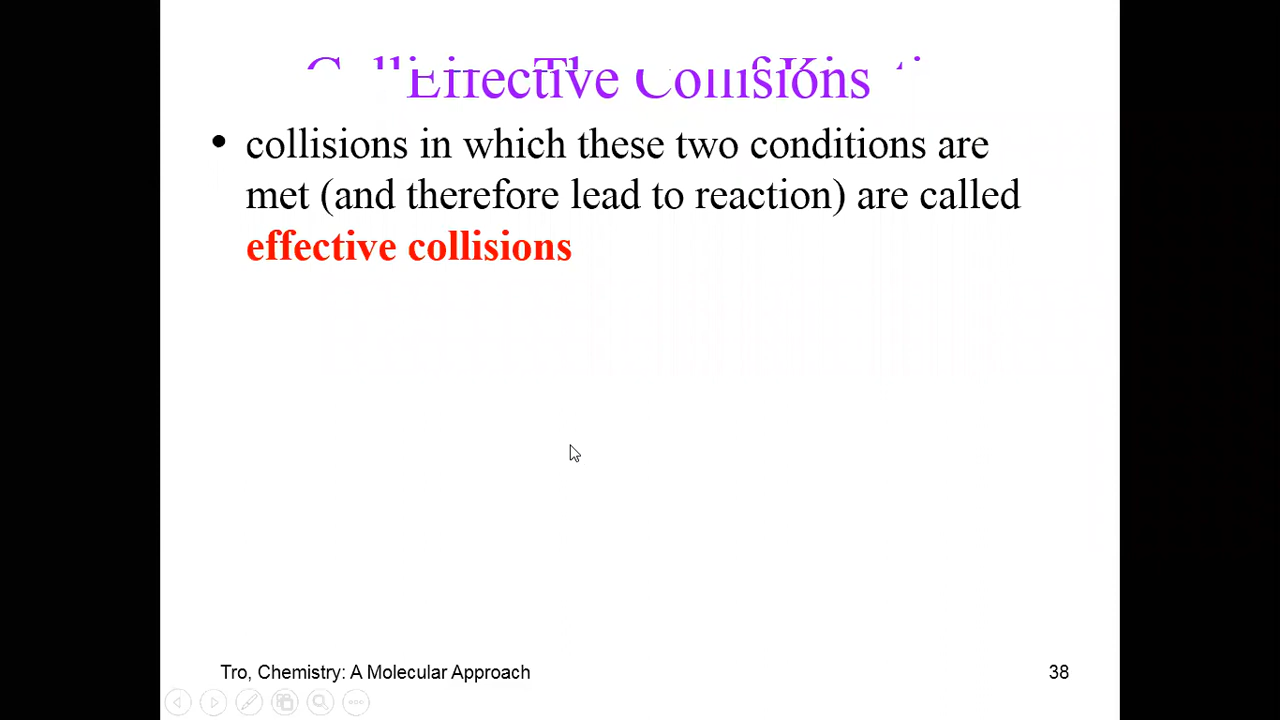 Effective Collisions
• collisions in which these two conditions are
met (and therefore lead to reaction) are called
effective collisions
Tro, Chemistry: A Molecular Approach
38